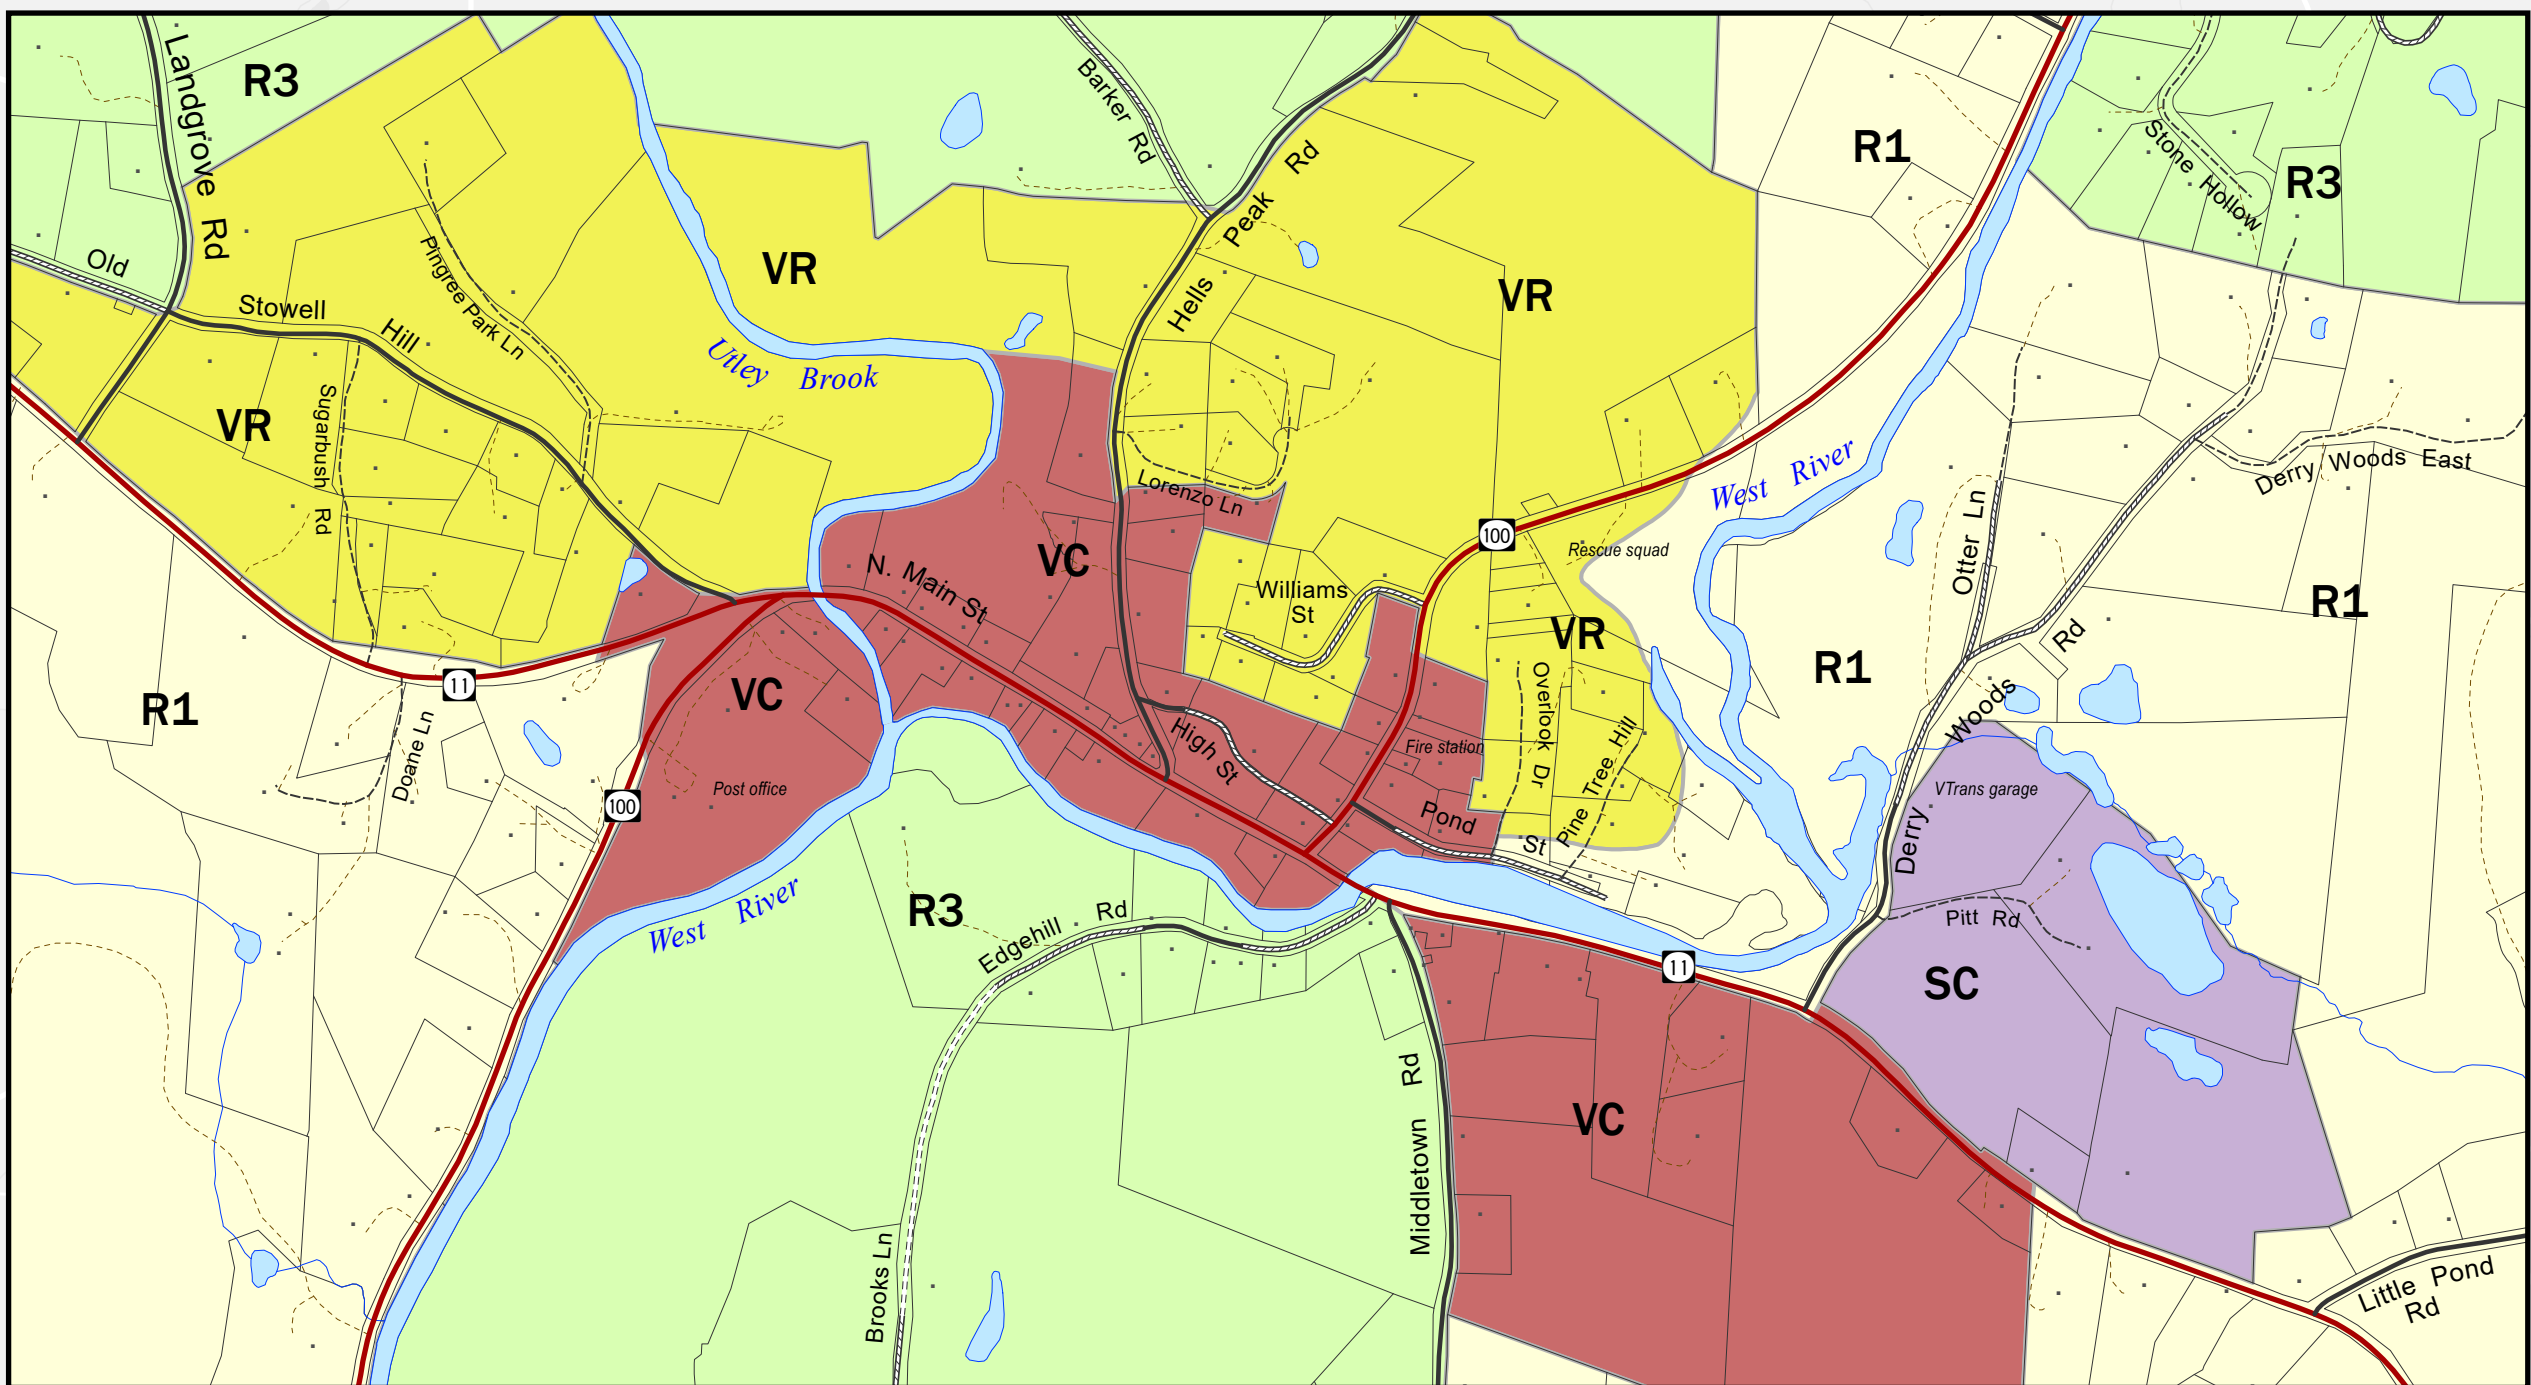 Landgrove Rd
R3
Barker Rd
Hells Peak Rd
R1
Stone Hollow
R3
Old Stowell Hill
Pingree Park Ln
VR
VR
Utley Brook
VR
Sugarbush Rd
Lorenzo Ln
West River
Derry Woods East
100
Rescue squad
N. Main St
VC
Williams
St
Otter Ln
R1
VR
R1
11
R1
VC
Doane Ln
High St
Fire station
Overlook Dr
Pine Tree Hill
Derry Woods Rd
100
Post office
Pond St
VTrans garage
West River
R3
Edgehill Rd
Pitt Rd
11
SC
Middletown Rd
VC
Brooks Ln
Little Pond
Rd